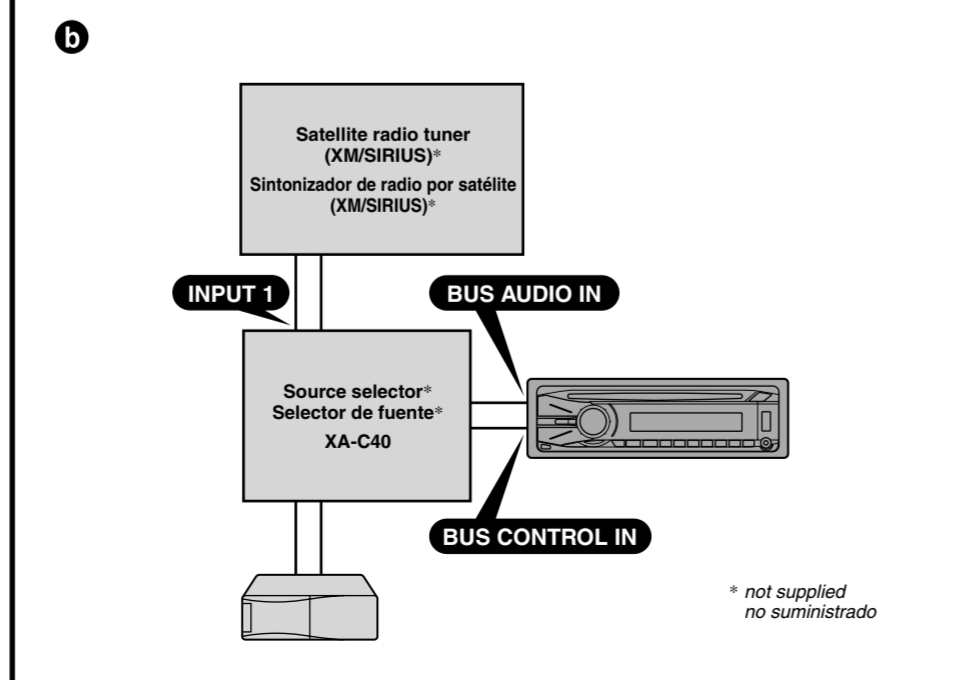 b
Satellite radio tuner
(XM/SIRIUS)*
Sintonizador de radio por satélite
(XM/SIRIUS)*
INPUT 1
BUS AUDIO IN
Source selector*
Selector de fuente*
XA-C40
BUS CONTROL IN
* not supplied
no suministrado